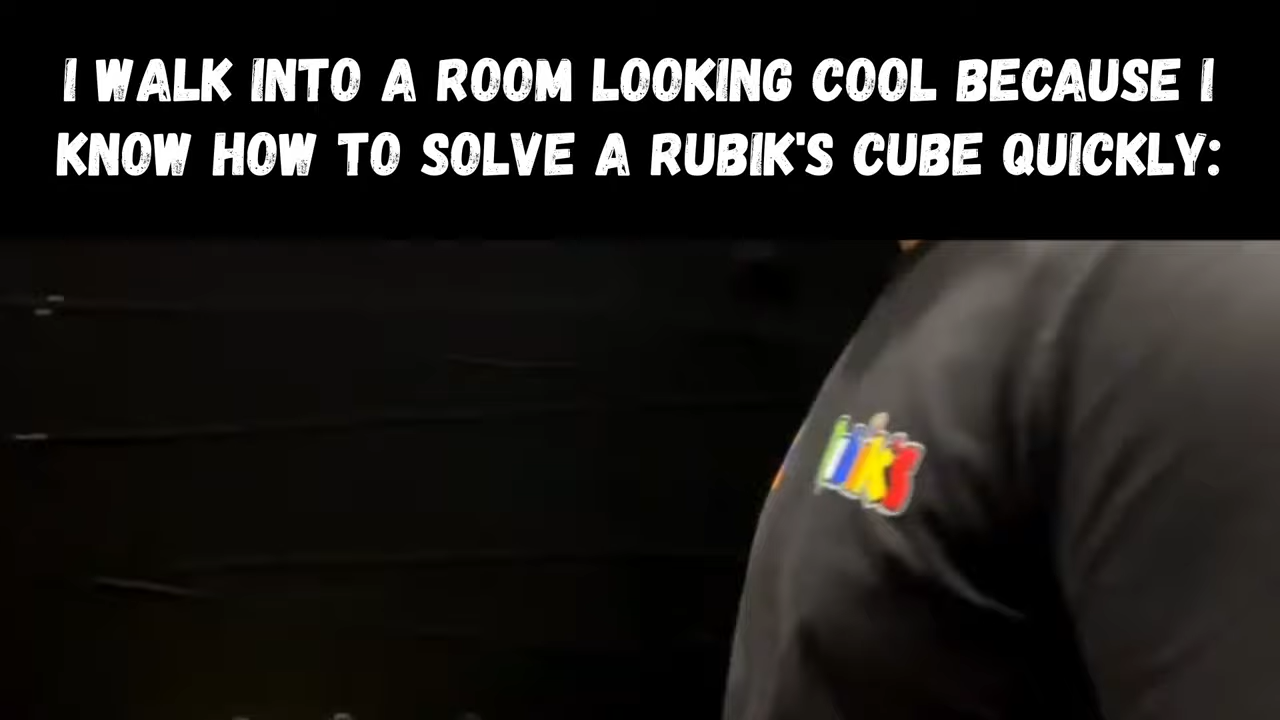 I WALK INTO A ROOM LOOKING COOL BECAUSE I
KNOW HOW TO SOLVE A RUBIK'S CUBE QUICKLY: